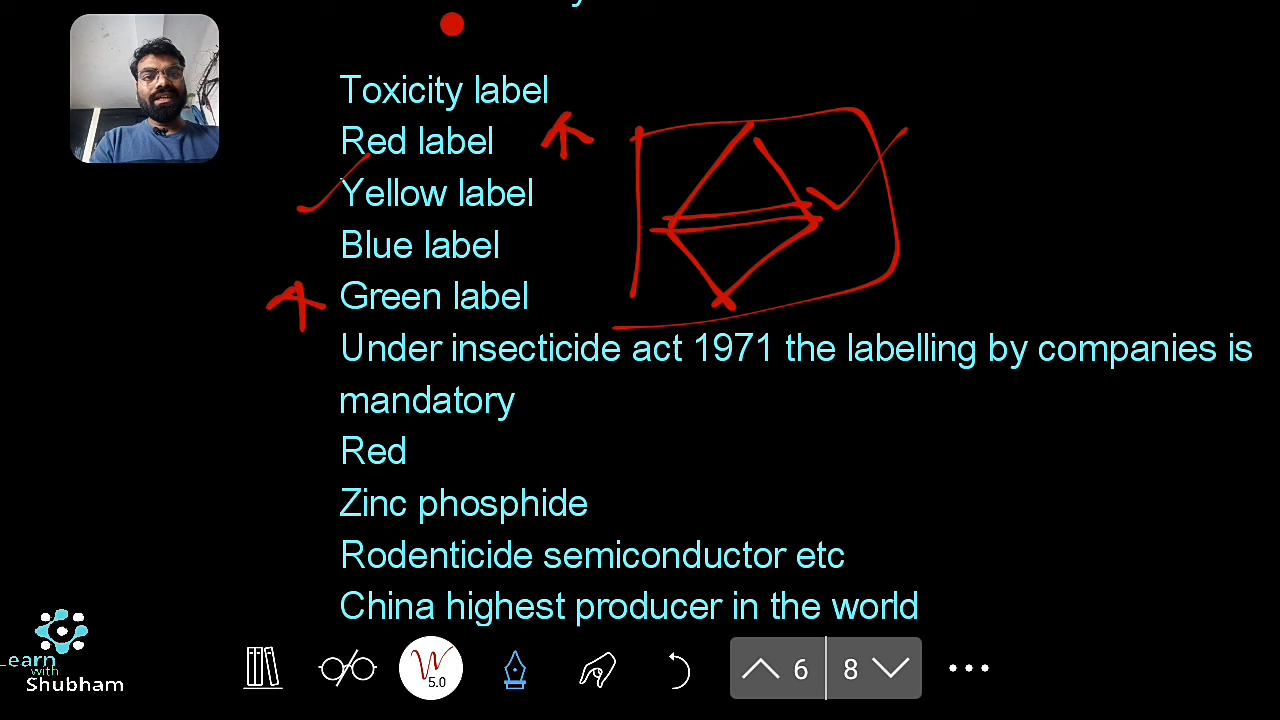 Toxicity label
Red label
Yellow label
Blue label
Green label
Under insecticide act 1971 the labelling by companies is
mandatory
Red
Zinc phosphide
Rodenticide semiconductor etc
China highest producer in the world
Learn
with
Shubham
5.0
6 8